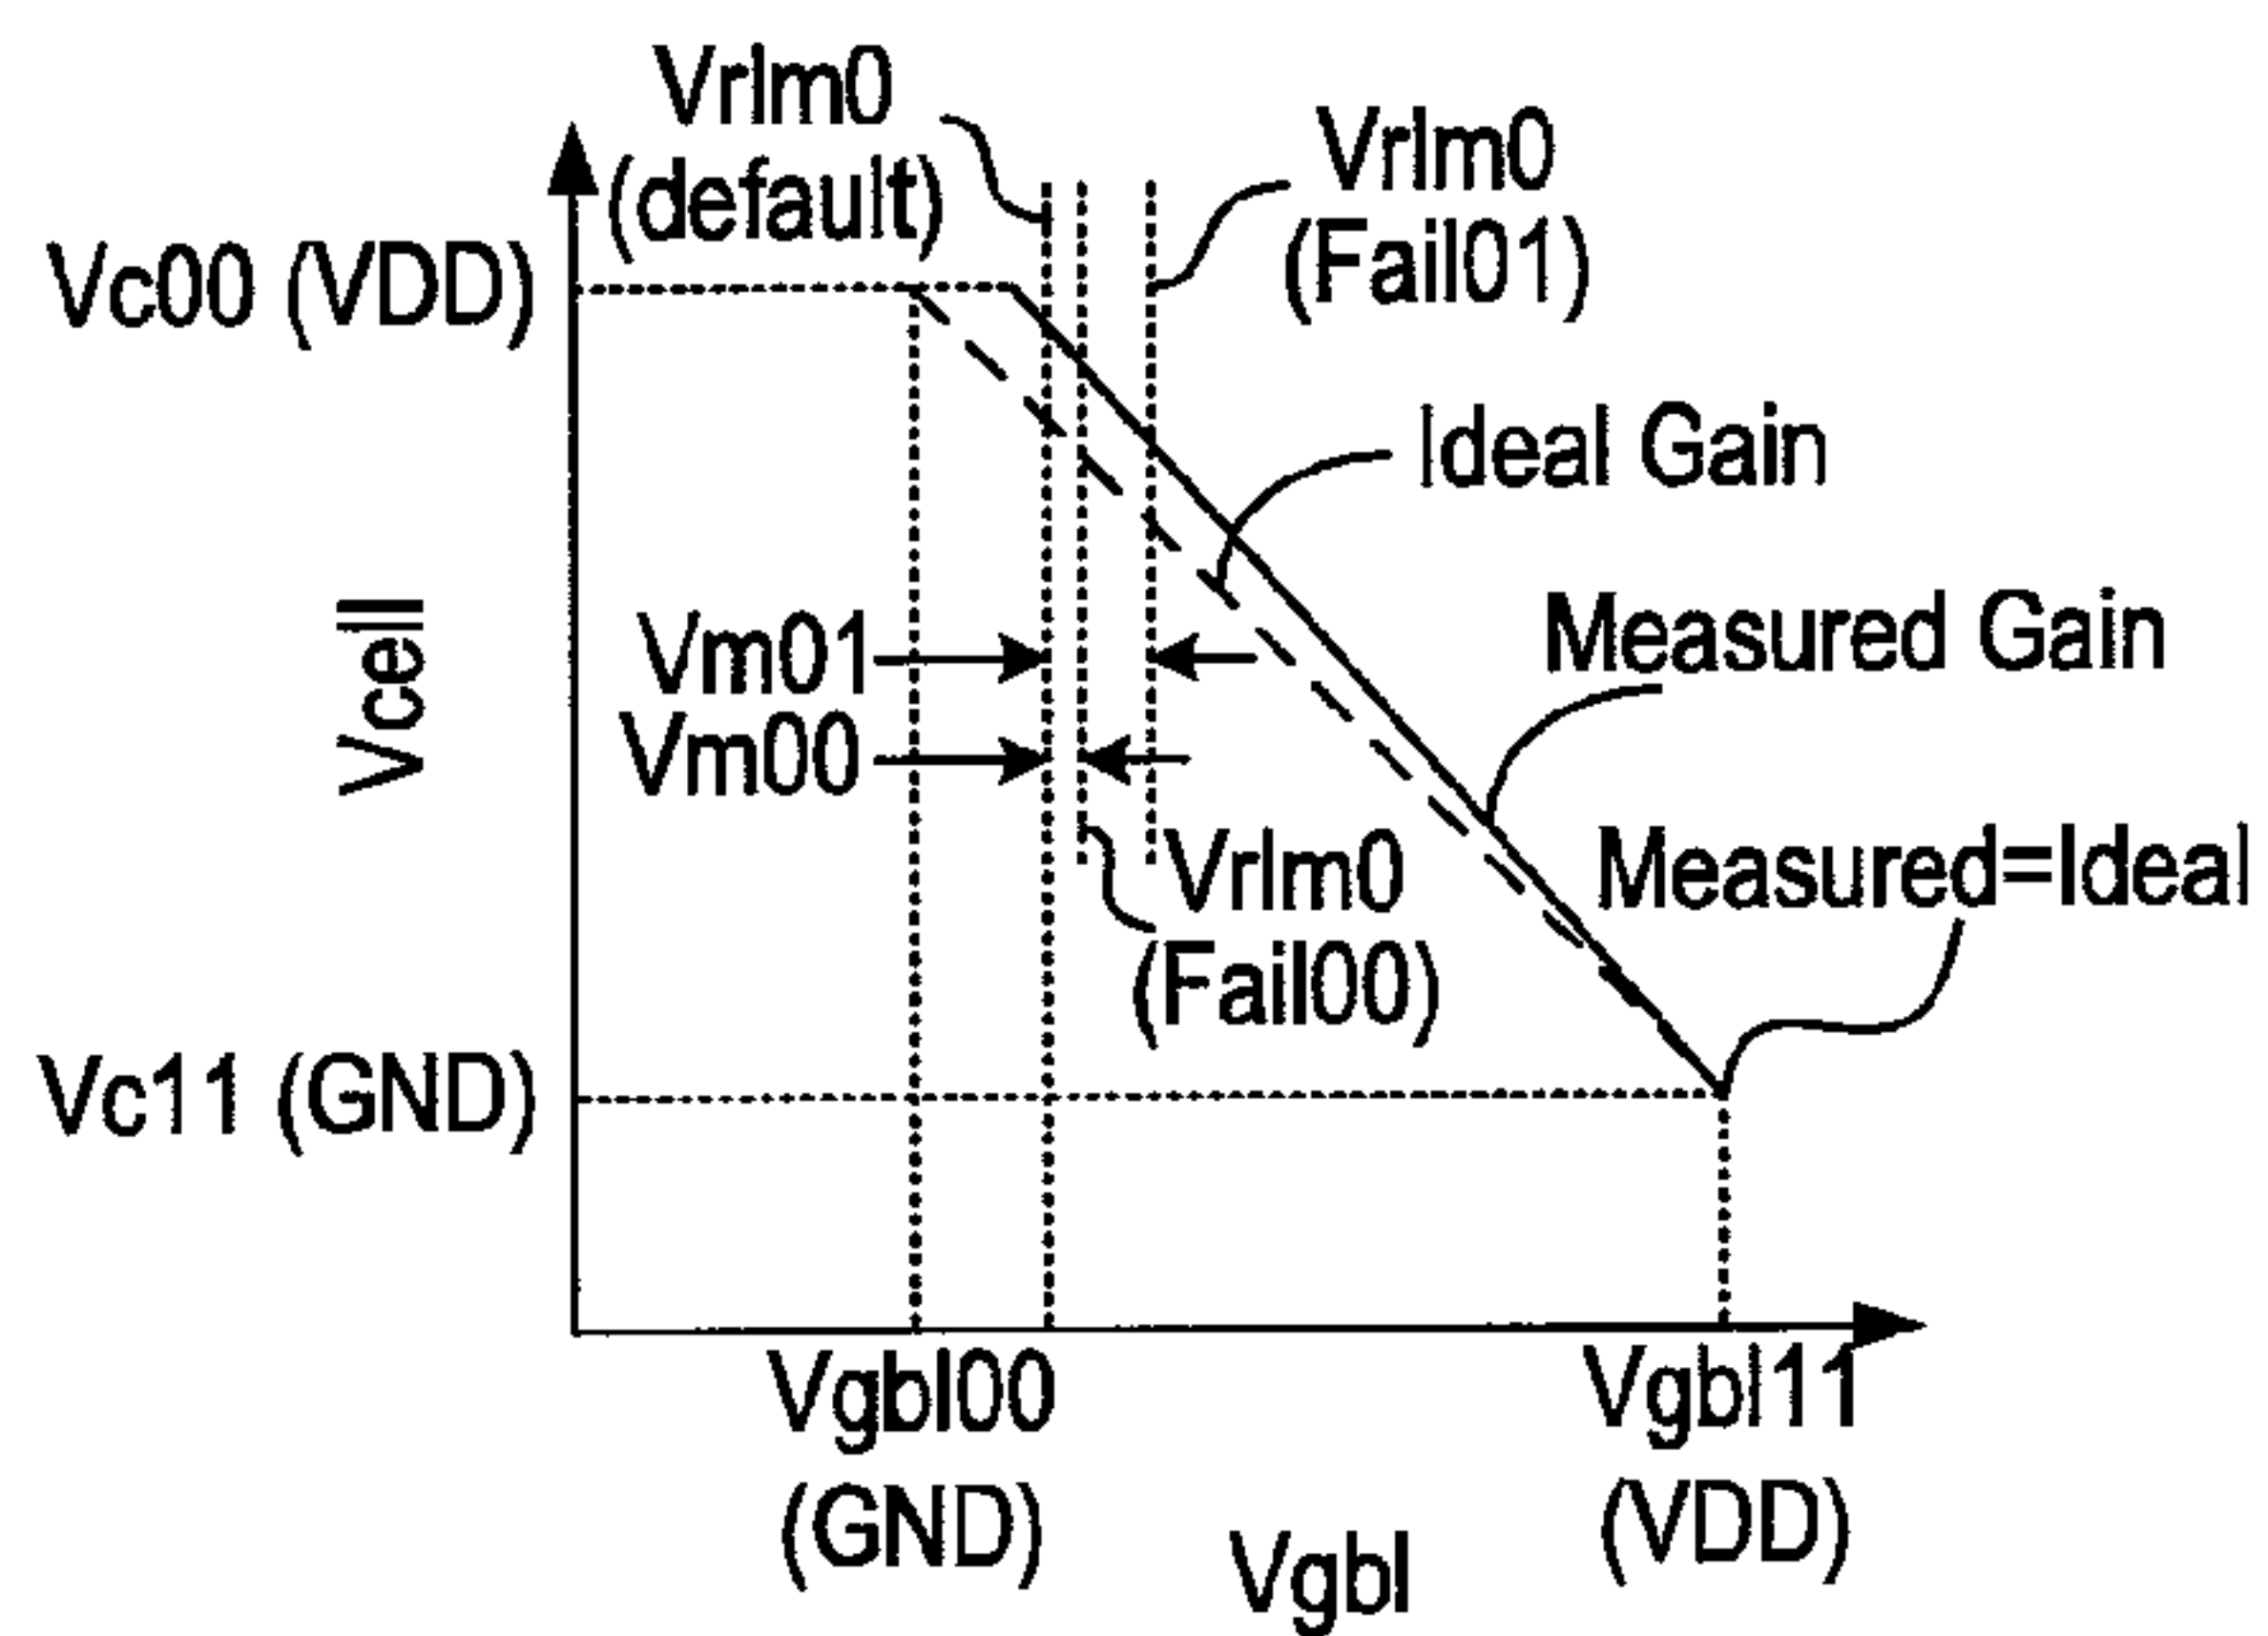 Vrlm0
(default)
Vrlm0
(Fail01)
Vc00 (VDD)
Ideal Gain
Vcell
Vm01
Measured Gain
Vm00
Vrlm0
(Fail00)
Measured=Ideal
Vc11 (GND)
Vgbl00
(GND)
Vgbl11
(VDD)
Vgbl